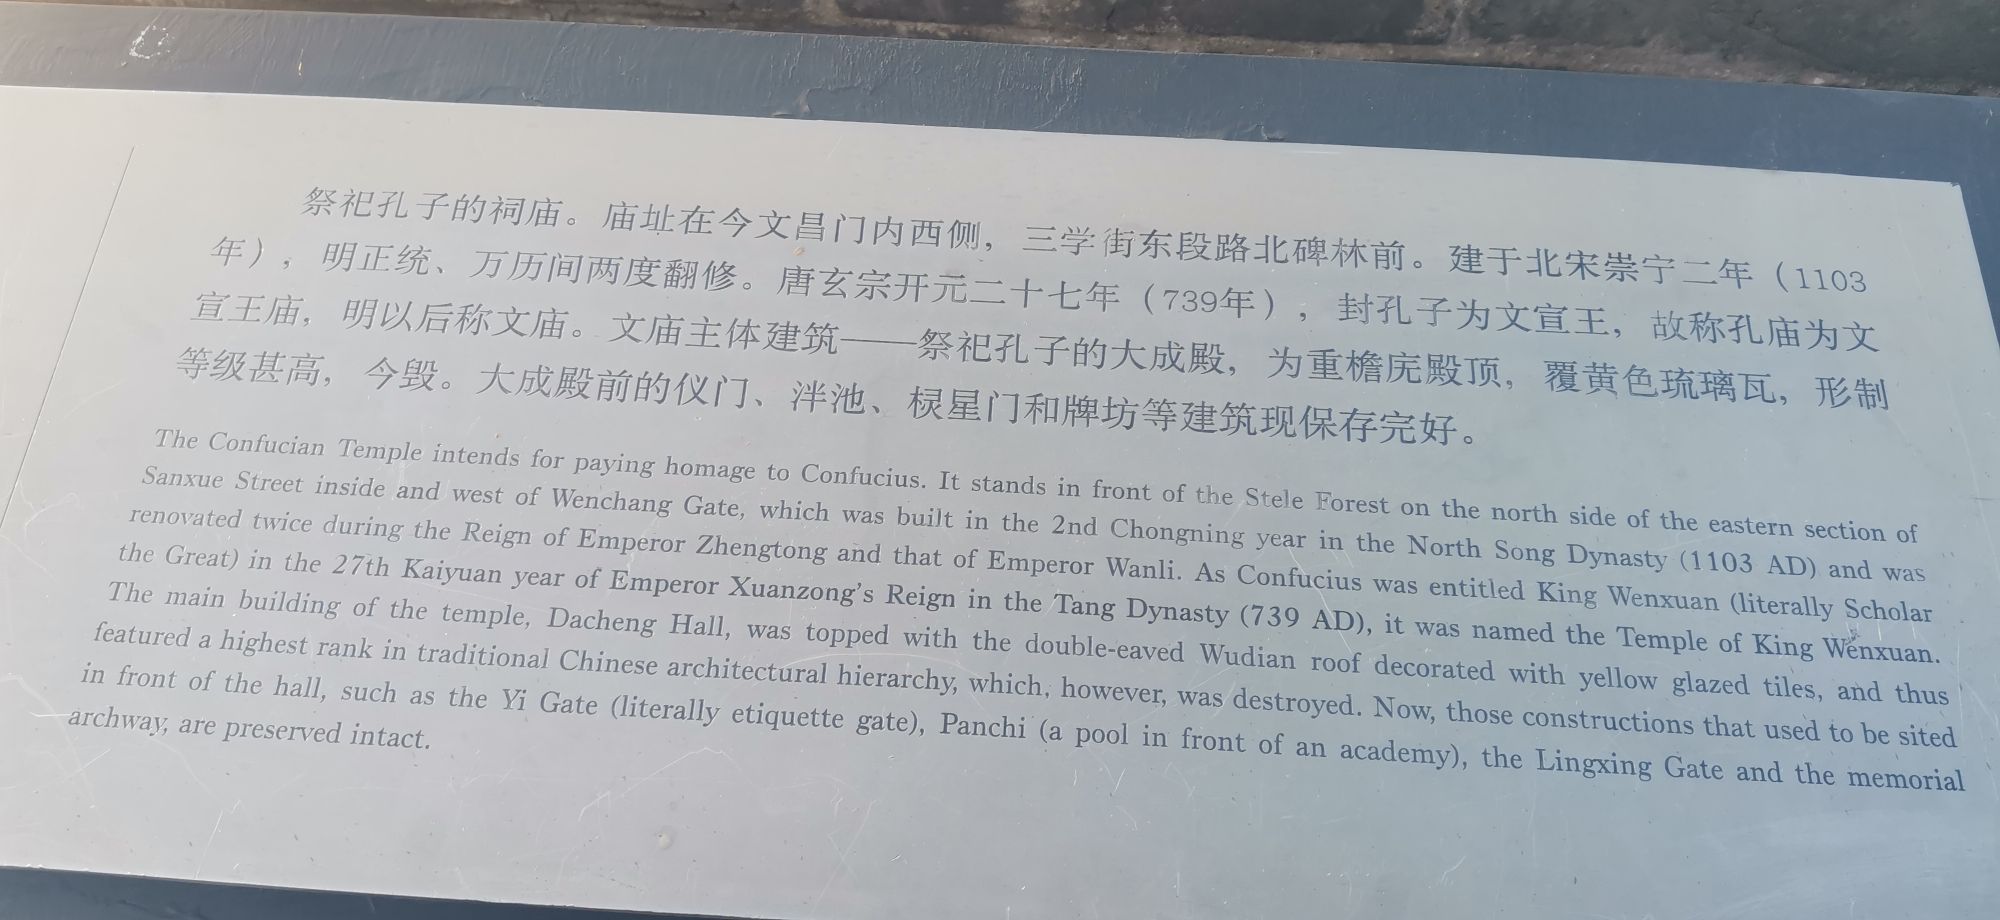 祭祀孔子的祠庙。庙址在今文昌门内西侧，三学街东段路北碑林前。建于北宋崇宁二年（1103
年），明正统、万历间两度翻修。唐玄宗开元二十七年（739年），封孔子为文宣王，故称孔庙为文
宣王庙，明以后称文庙。文庙主体建筑——祭祀孔子的大成殿，为重檐庑殿顶，覆黄色琉璃瓦，形制
等级甚高，今毁。大成殿前的仪门、泮池、棂星门和牌坊等建筑现保存完好。
The Confucian Temple intends for paying homage to Confucius. It stands in front of the Stele Forest on the north side of the eastern section of
Sanxue Street inside and west of Wenchang Gate, which was built in the 2nd Chongning year in the North Song Dynasty (1103 AD) and was
renovated twice during the Reign of Emperor Zhengtong and that of Emperor Wanli. As Confucius was entitled King Wenxuan (literally Scholar
the Great) in the 27th Kaiyuan year of Emperor Xuanzong's Reign in the Tang Dynasty (739 AD), it was named the Temple of King Wenxuan.
The main building of the temple, Dacheng Hall, was topped with the double-eaved Wudian roof decorated with yellow glazed tiles, and thus
featured a highest rank in traditional Chinese architectural hierarchy, which, however, was destroyed. Now, those constructions that used to be sited
in front of the hall, such as the Yi Gate (literally etiquette gate), Panchi (a pool in front of an academy), the Lingxing Gate and the memorial
archway, are preserved intact.